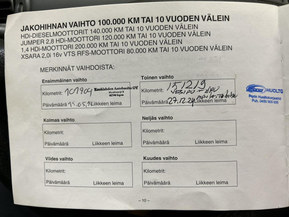 JAKOHIHNAN VAIHTO 100.000 KM TAI 10 VUODEN VÄLEIN
HDI-DIESELMOOTTORIT 140.000 KM TAI 10 VUODEN VÄLEIN
JUMPER 2.8 HDI-MOOTTORI 120.000 KM TAI 10 VUODEN VÄLEIN
1.4 HDI-MOOTTORI 200.000 KM TAI 10 VUODEN VÄLEIN
XSARA 2.0i 16v VTS RFS-MOOTTORI 80.000 KM TAI 10 VUODEN VÄLEIN
MERKINNÄT VAIHDOISTA:
Ensimmäinen vaihto
Kilometrit:
Päivämäärä Liikkeen leima
Toinen vaihto
Kilometrit:
Päivämäärä
Kolmas vaihto
Kilometrit:
Päivämäärä Liikkeen leima
Neljäs vaihto
Kilometrit:
Päivämäärä Liikkeen leima
Viides vaihto
Kilometrit:
Päivämäärä Liikkeen leima
Kuudes vaihto
Kilometrit:
Päivämäärä Liikkeen leima